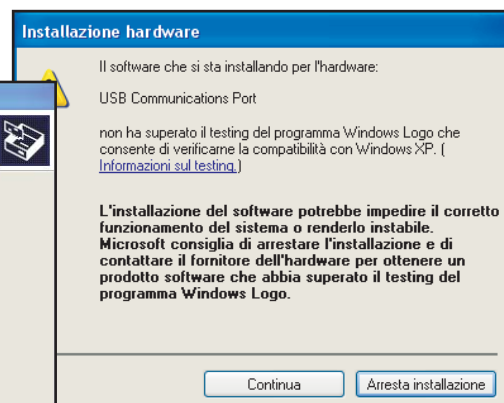 Installazione hardware
Il software che si sta installando per l'hardware:
USB Communications Port
non ha superato il testing del programma Windows Logo che
consente di verificarne la compatibilità con Windows XP. (
Informazioni sul testing.)
L'installazione del software potrebbe impedire il corretto
funzionamento del sistema o renderlo instabile.
Microsoft consiglia di arrestare l'installazione e di
contattare il fornitore dell'hardware per ottenere un
prodotto software che abbia superato il testing del
programma Windows Logo.
Continua
Arresta installazione